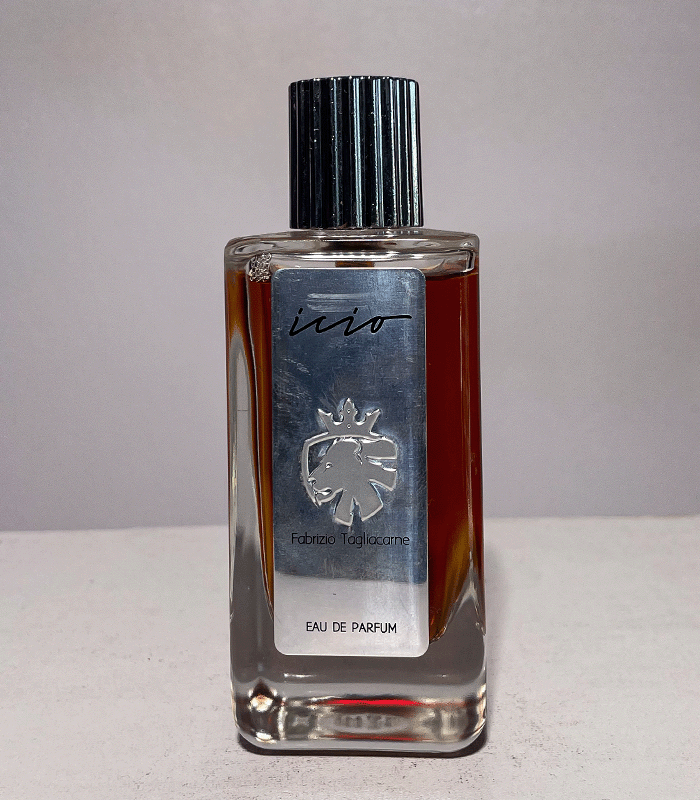 icio
Fabrizio Tagliacarne
EAU DE PARFUM